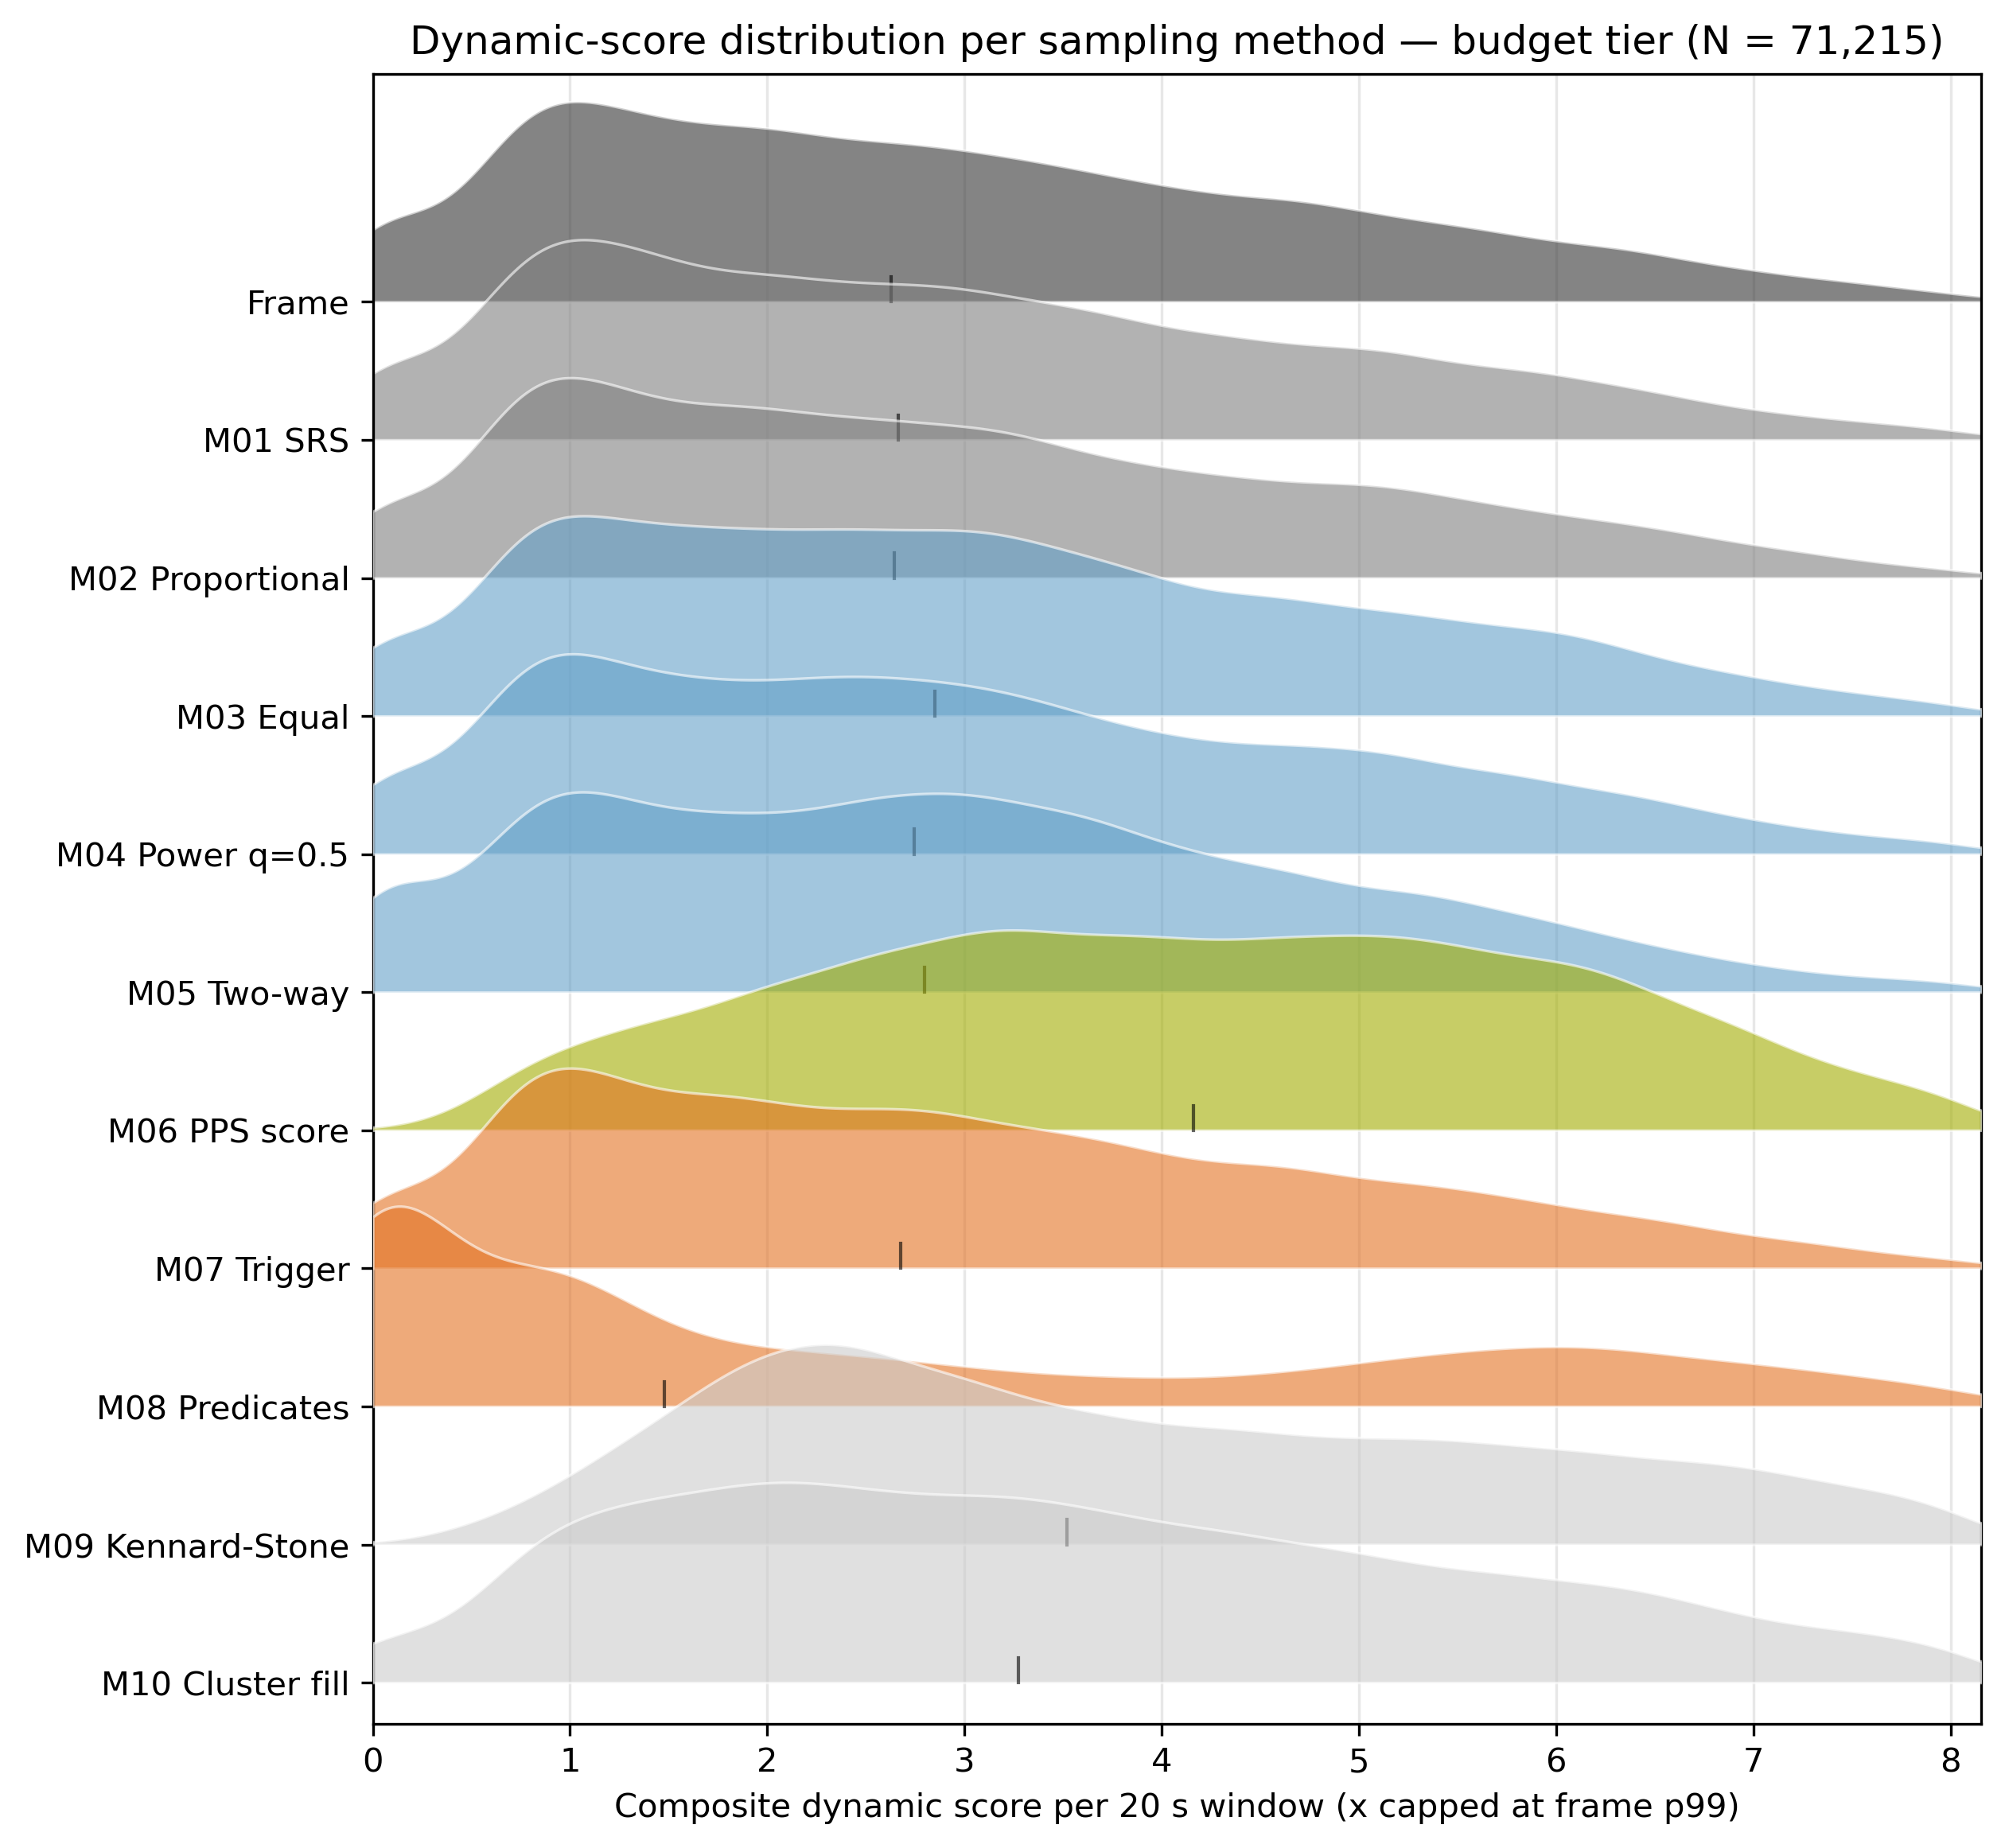 Dynamic-score distribution per sampling method — budget tier (N = 71,215)
Frame
M01 SRS
M02 Proportional
M03 Equal
M04 Power q=0.5
M05 Two-way
M06 PPS score
M07 Trigger
M08 Predicates
M09 Kennard-Stone
M10 Cluster fill
0 1 2 3 4 5 6 7 8
Composite dynamic score per 20 s window (x capped at frame p99)